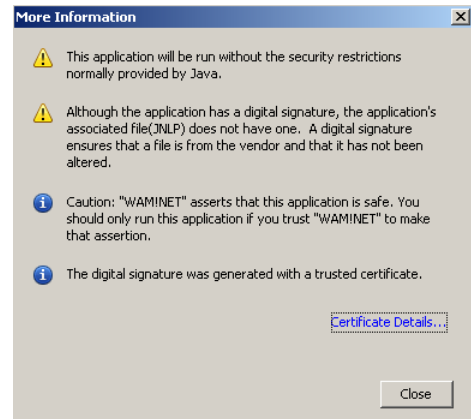 More Information
This application will be run without the security restrictions
normally provided by Java.
Although the application has a digital signature, the application's
associated file(JNLP) does not have one.  A digital signature
ensures that a file is from the vendor and that it has not been
altered.
Caution: "WAM!NET" asserts that this application is safe. You
should only run this application if you trust "WAM!NET" to make
that assertion.
The digital signature was generated with a trusted certificate.
Certificate Details...
Close